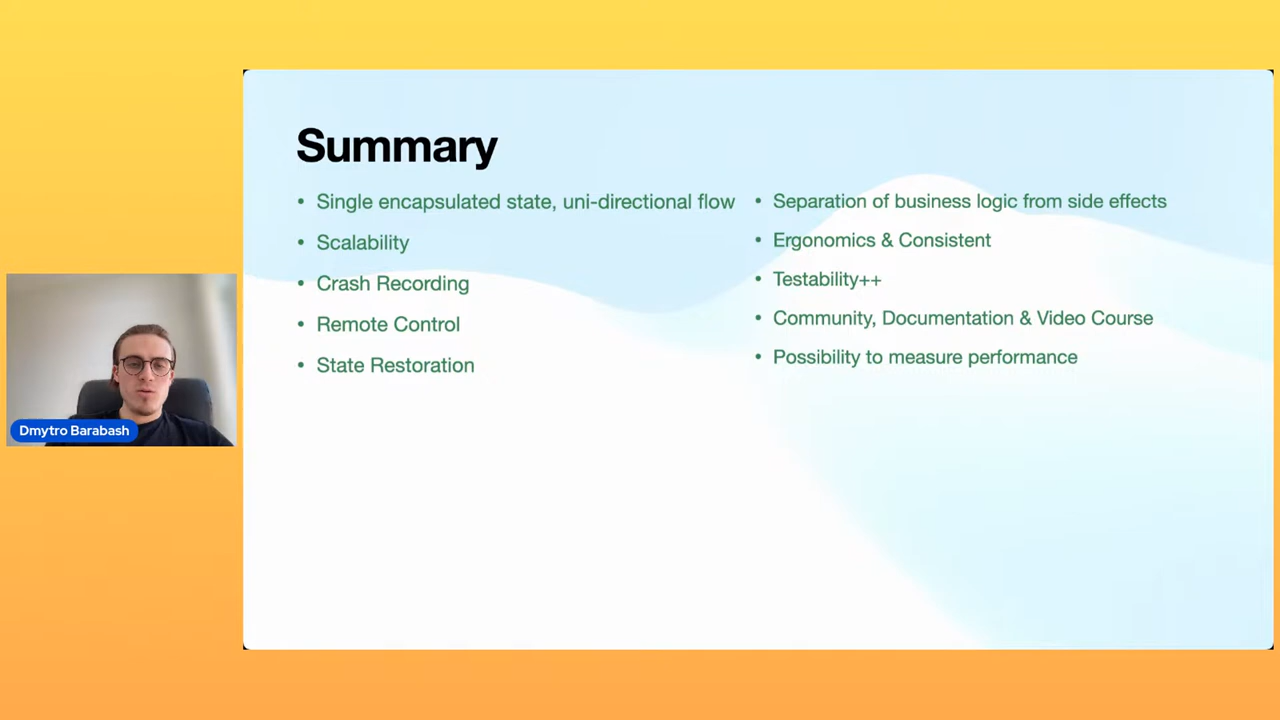 Summary
• Single encapsulated state, uni-directional flow
• Scalability
• Crash Recording
• Remote Control
• State Restoration
• Separation of business logic from side effects
• Ergonomics & Consistent
• Testability++
• Community, Documentation & Video Course
• Possibility to measure performance
Dmytro Barabash